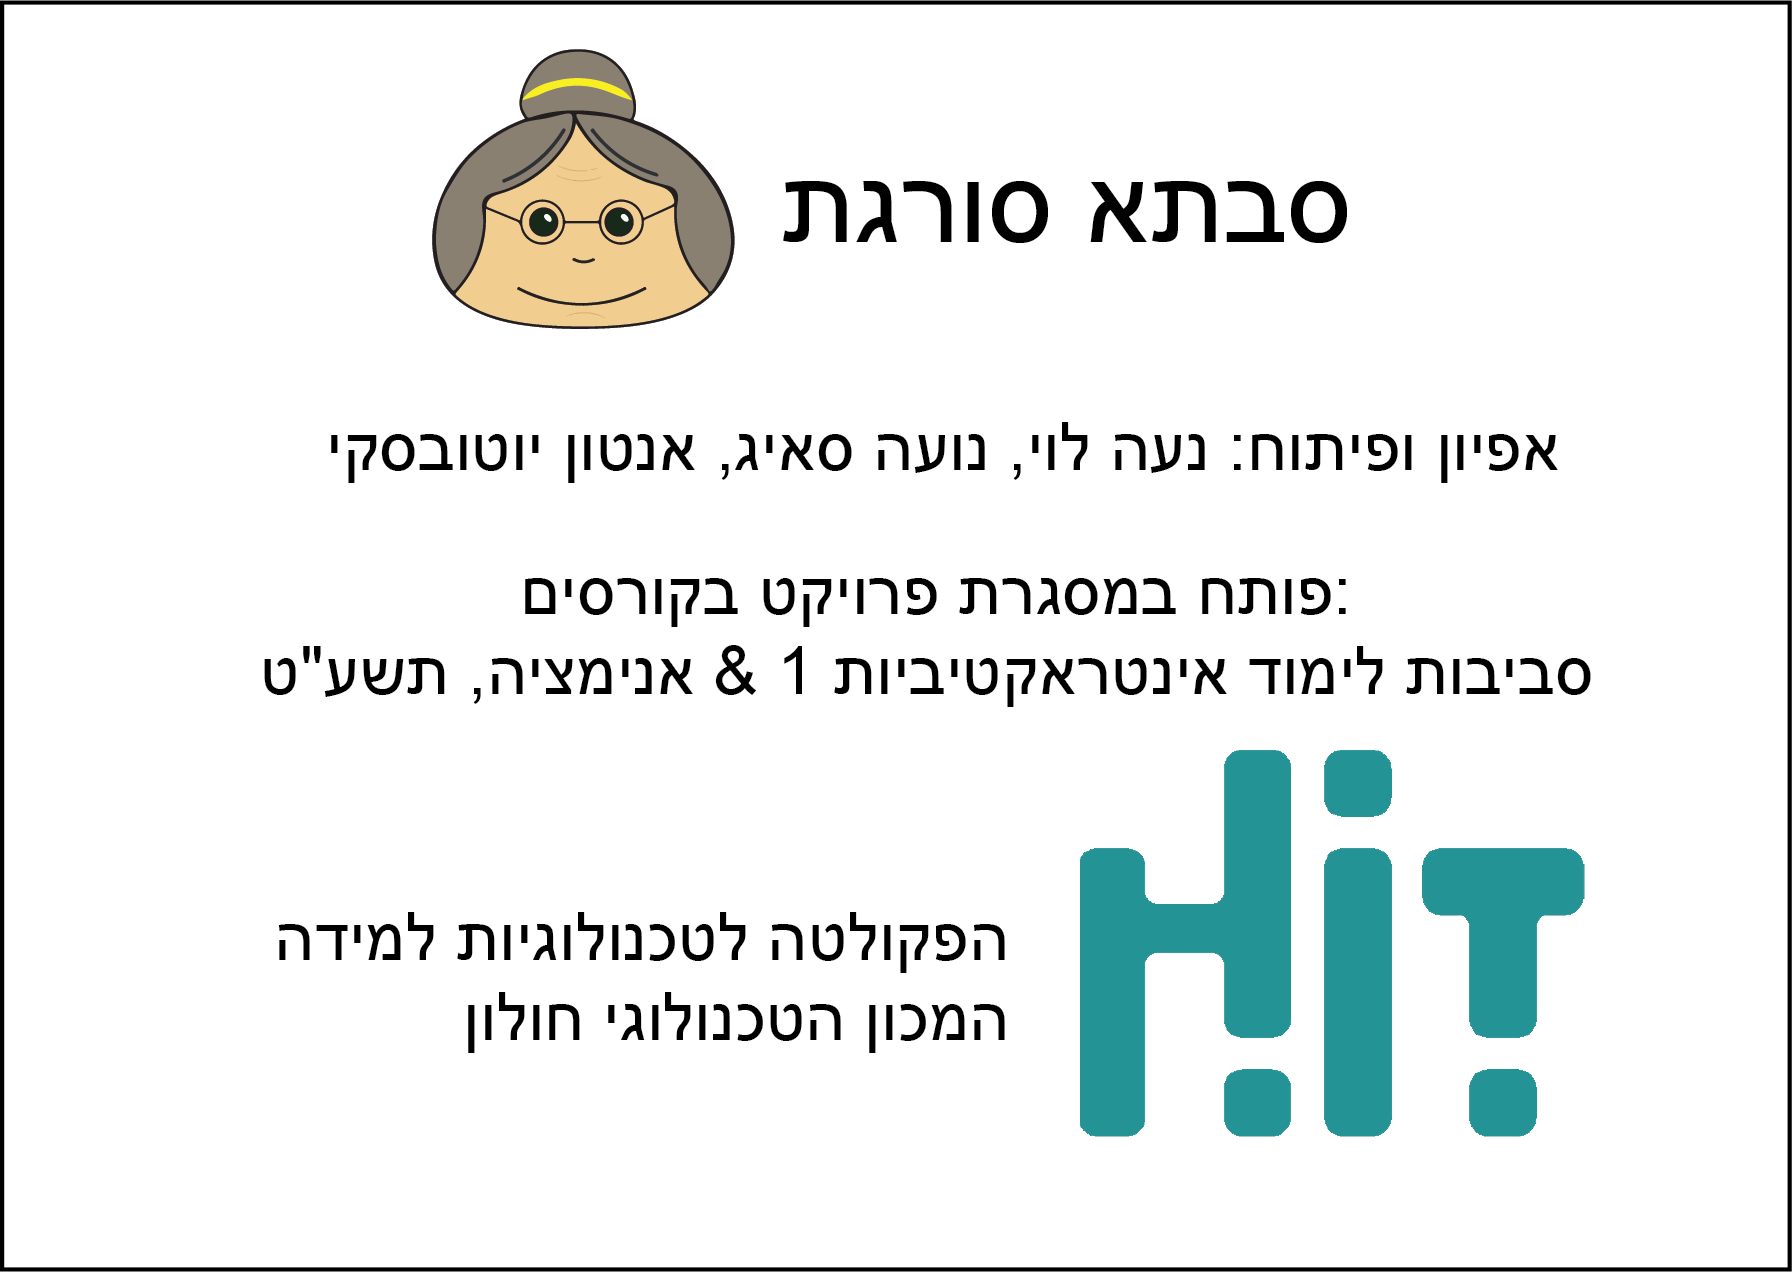 סבתא סורגת
אפיון ופיתוח: נעה לוי, נועה סאיג, אנטון יוטובסקי
פותח במסגרת פרויקט בקורסים:
סביבות לימוד אינטראקטיביות 1 & אנימציה, תשע"ט
HiT
הפקולטה לטכנולוגיות למידה
המכון הטכנולוגי חולון